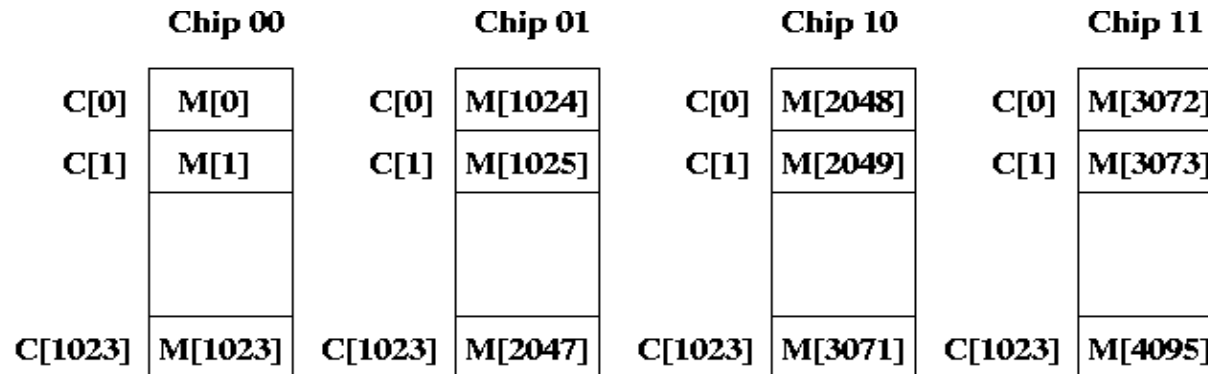 Chip 00 Chip 01 Chip 10 Chip 11
C[0] M[0] C[0] M[1024] C[0] M[2048] C[0] M[3072]
C[1] M[1] C[1] M[1025] C[1] M[2049] C[1] M[3073]
C[1023] M[1023] C[1023] M[2047] C[1023] M[3071] C[1023] M[4095]